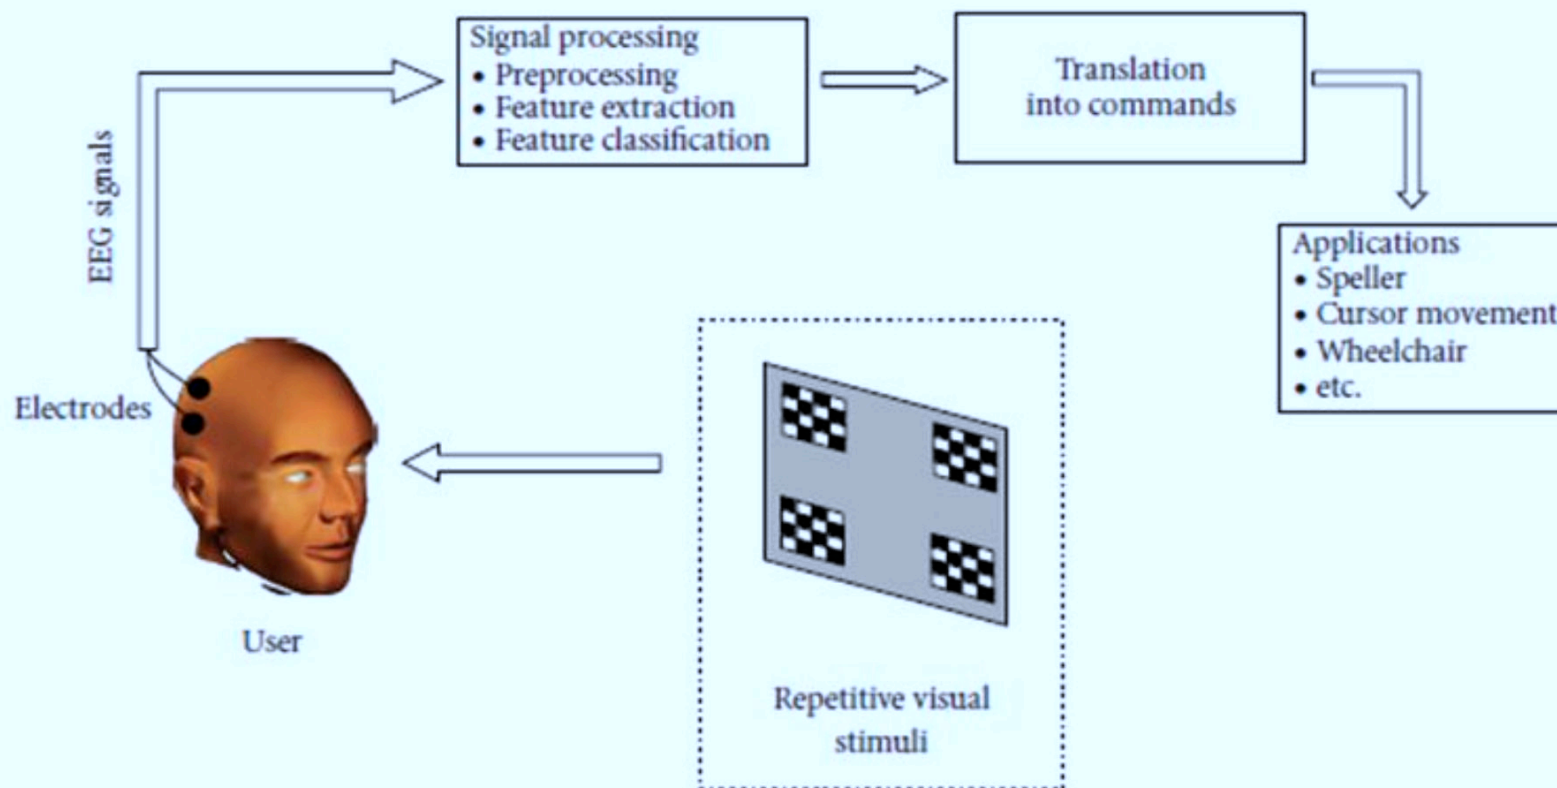 Signal processing
• Preprocessing
• Feature extraction
• Feature classification
Translation
into commands
EEG signals
Applications
• Speller
• Cursor movement
• Wheelchair
• etc.
Electrodes
User
Repetitive visual
stimuli